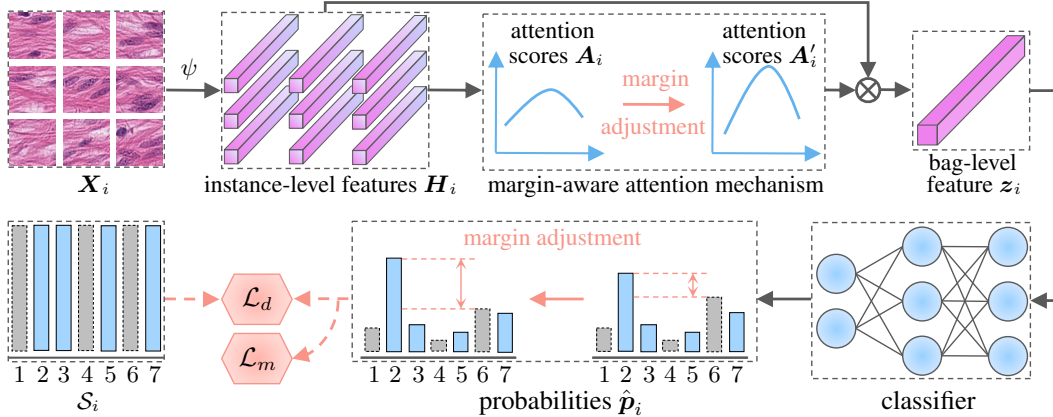 ψ
attention
scores A_i
attention
scores A'_i
margin
adjustment
X_i
instance-level features H_i
margin-aware attention mechanism
bag-level
feature z_i
margin adjustment
L_d
L_m
1 2 3 4 5 6 7
1 2 3 4 5 6 7
1 2 3 4 5 6 7
S_i
probabilities p̂_i
classifier